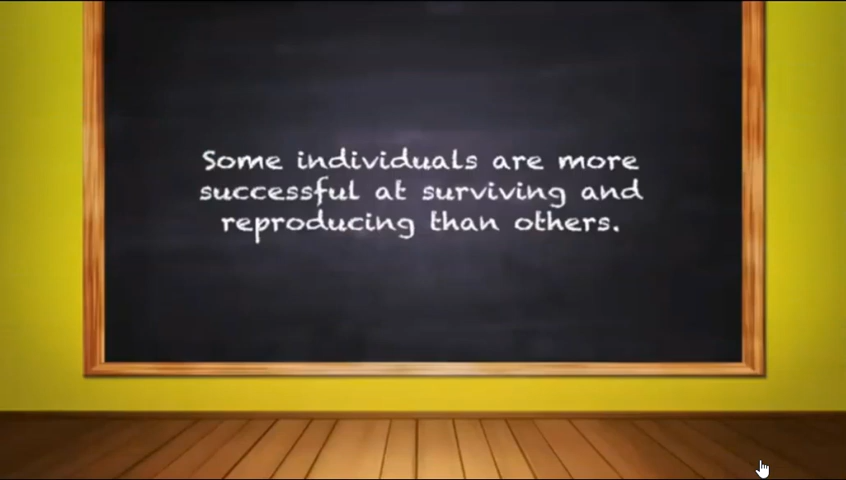 Some individuals are more
successful at surviving and
reproducing than others.